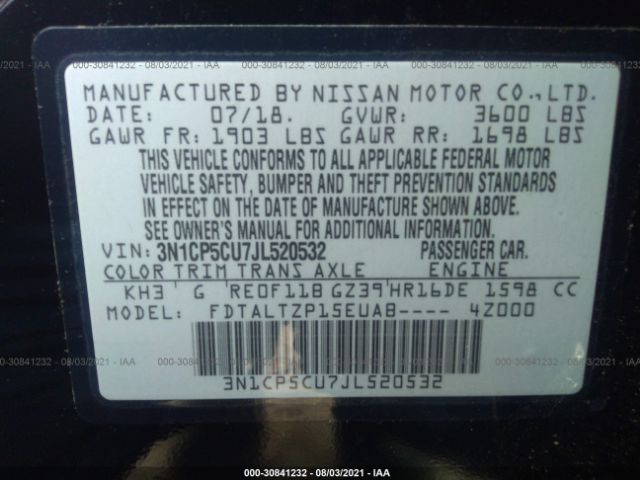 000-30841232 - 08/03/2021 - IAA
MANUFACTURED BY NISSAN MOTOR CO.,LTD.
DATE: 07/18. GVWR: 3600 LBS
GAWR FR: 1903 LBS GAWR RR: 1698 LBS
THIS VEHICLE CONFORMS TO ALL APPLICABLE FEDERAL MOTOR
VEHICLE SAFETY, BUMPER AND THEFT PREVENTION STANDARDS
IN EFFECT ON THE DATE OF MANUFACTURE SHOWN ABOVE.
SEE OWNER'S MANUAL FOR ADDITIONAL INFORMATION.
VIN: 3N1CP5CU7JL520532 PASSENGER CAR.
COLOR TRIM TRANS AXLE ENGINE
KH3 G RE0F11B GZ39 HR16DE 1598 CC
MODEL: FDTALTZP15EUAB---- 4Z000
3N1CP5CU7JL520532
000-30841232 - 08/03/2021 - IAA